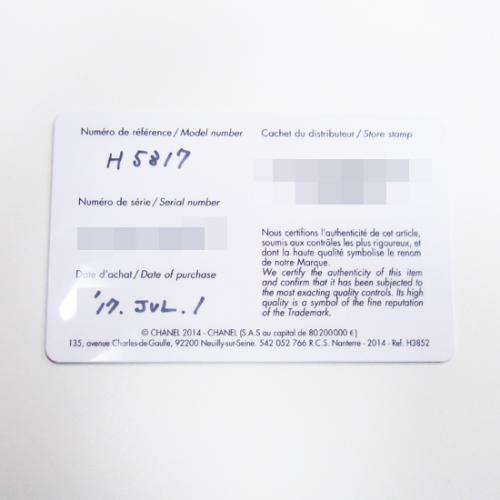 Numéro de référence / Model number
H 5817
Cachet du distributeur / Store stamp
Numéro de série / Serial number
Date d'achat / Date of purchase
'17. JUL. 1
Nous certifions l'authenticité de cet article,
soumis aux contrôles les plus rigoureux, et
dont la haute qualité symbolise le renom
de notre Marque.
We certify the authenticity of this item
and confirm that it has been subjected to
the most exacting quality controls. Its high
quality is a symbol of the fine reputation
of the Trademark.
© CHANEL 2014 - CHANEL (S.A.S au capital de 80 200 000 €)
135, avenue Charles-de-Gaulle, 92200 Neuilly-sur-Seine. 542 052 766 R.C.S. Nanterre - 2014 - Ref. H3852